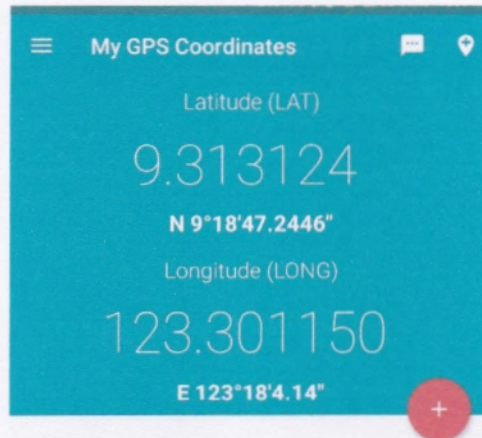 My GPS Coordinates
Latitude (LAT)
9.313124
N 9°18'47.2446"
Longitude (LONG)
123.301150
E 123°18'4.14"
+